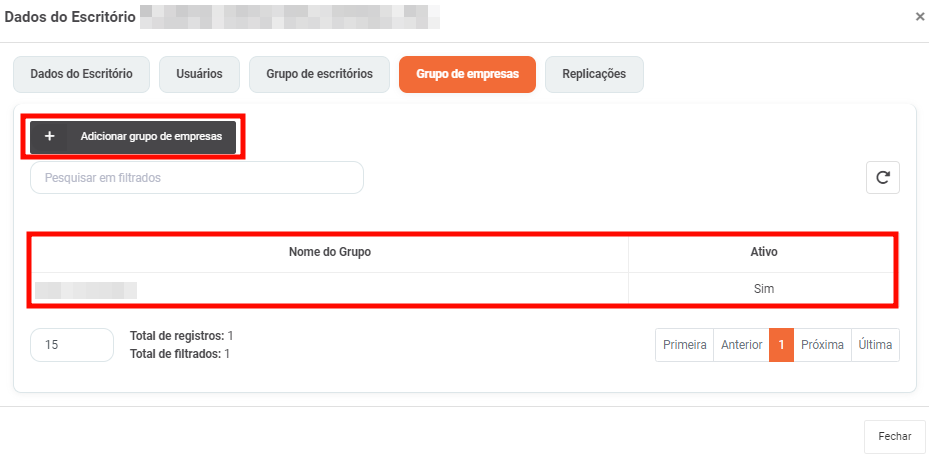 Dados do Escritório
×
Dados do Escritório
Usuários
Grupo de escritórios
Grupo de empresas
Replicações
+ Adicionar grupo de empresas
Pesquisar em filtrados
Nome do Grupo Ativo
Sim
15
Total de registros: 1
Total de filtrados: 1
Primeira Anterior 1 Próxima Última
Fechar